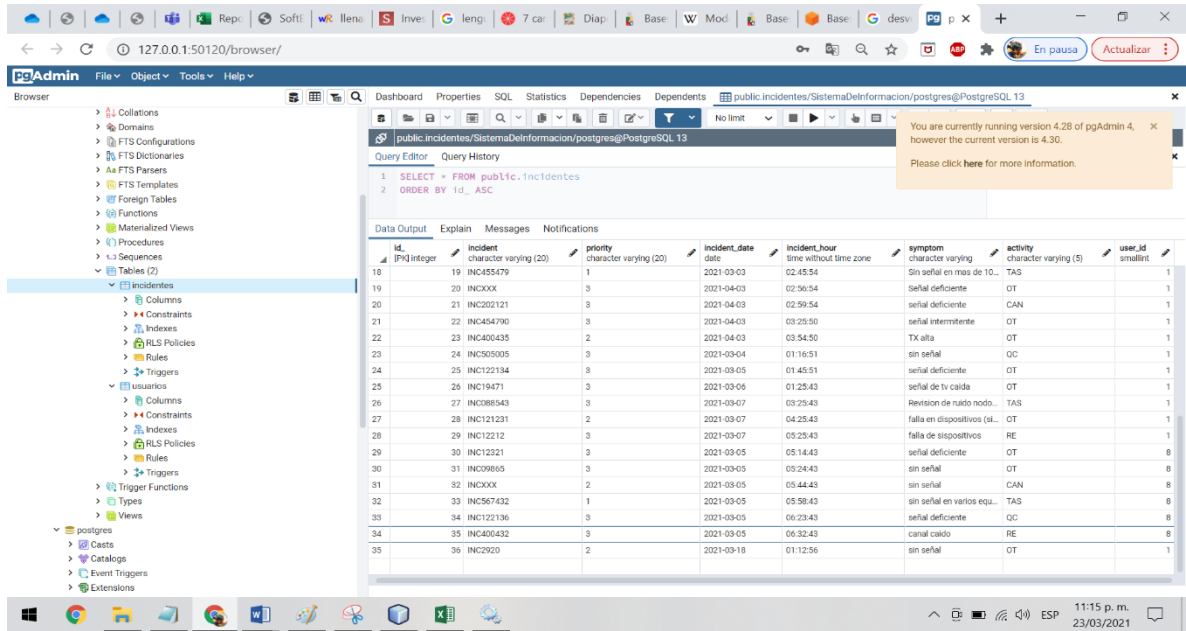 Repo
Softl
wR llena
S Inves
G leng
7 car
Diap
Base
W Mod
Base
Base
G desv
Pg p
127.0.0.1:50120/browser/
ABP
En pausa
Actualizar
PgAdmin File Object Tools Help
Browser
Dashboard Properties SQL Statistics Dependencies Dependents public.incidentes/SistemaDeInformacion/postgres@PostgreSQL 13
Collations
Domains
FTS Configurations
FTS Dictionaries
Aa FTS Parsers
FTS Templates
Foreign Tables
Functions
Materialized Views
Procedures
1..3 Sequences
Tables (2)
incidentes
Columns
Constraints
Indexes
RLS Policies
Rules
Triggers
usuarios
Columns
Constraints
Indexes
RLS Policies
Rules
Triggers
Trigger Functions
Types
Views
postgres
Casts
Catalogs
Event Triggers
Extensions
No limit
public.incidentes/SistemaDeInformacion/postgres@PostgreSQL 13
You are currently running version 4.28 of pgAdmin 4,
however the current version is 4.30.
Please click here for more information.
Query Editor Query History
1 SELECT * FROM public.incidentes
2 ORDER BY id_ ASC
Data Output Explain Messages Notifications
id_ [PK] integer incident character varying (20) priority character varying (20) incident_date date incident_hour time without time zone symptom character varying activity character varying (5) user_id smallint
18 19 INC455479 1 2021-03-03 02:45:54 Sin señal en mas de 10... TAS 1
19 20 INCXXX 3 2021-04-03 02:56:54 Señal deficiente OT 1
20 21 INC202121 3 2021-04-03 02:59:54 señal deficiente CAN 1
21 22 INC454790 3 2021-04-03 03:25:50 señal intermitente OT 1
22 23 INC400435 2 2021-04-03 03:54:50 TX alta OT 1
23 24 INC505005 3 2021-03-04 01:16:51 sin señal QC 1
24 25 INC122134 3 2021-03-05 01:45:51 señal deficiente OT 1
25 26 INC19471 3 2021-03-06 01:25:43 señal de tv caida OT 1
26 27 INC088543 3 2021-03-07 03:25:43 Revision de ruido nodo... TAS 1
27 28 INC121231 2 2021-03-07 04:25:43 falla en dispositivos (si... OT 1
28 29 INC12212 3 2021-03-07 05:25:43 falla de sispositivos RE 1
29 30 INC12321 3 2021-03-05 05:14:43 señal deficiente OT 8
30 31 INC09865 3 2021-03-05 05:24:43 sin señal OT 8
31 32 INCXXX 2 2021-03-05 05:44:43 sin señal CAN 8
32 33 INC567432 1 2021-03-05 05:58:43 sin señal en varios equ... TAS 8
33 34 INC122136 3 2021-03-05 06:23:43 señal deficiente QC 8
34 35 INC400432 3 2021-03-05 06:32:43 canal caido RE 8
35 36 INC2920 2 2021-03-18 01:12:56 sin señal OT 1
ESP
11:15 p. m.
23/03/2021